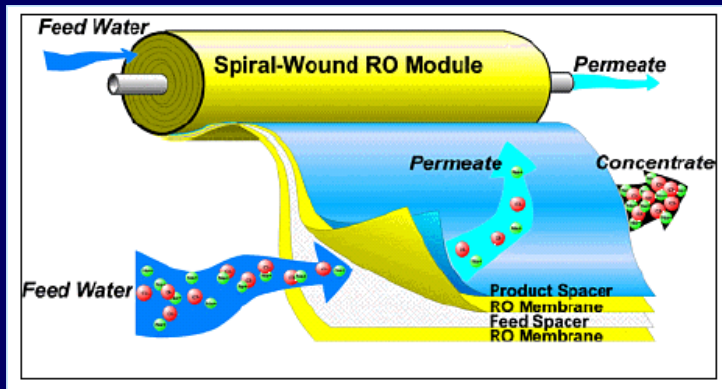 Feed Water
Spiral-Wound RO Module
Permeate
Permeate
Concentrate
Feed Water
Product Spacer
RO Membrane
Feed Spacer
RO Membrane